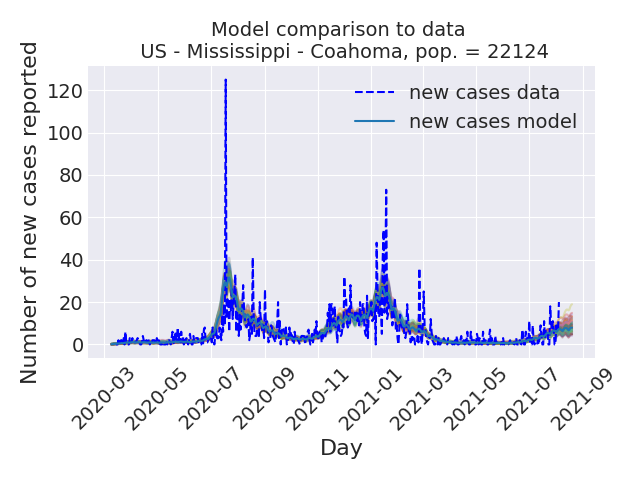 Model comparison to data
US - Mississippi - Coahoma, pop. = 22124
Number of new cases reported
120
100
80
60
40
20
0
new cases data
new cases model
2020-03
2020-05
2020-07
2020-09
2020-11
2021-01
2021-03
2021-05
2021-07
2021-09
Day